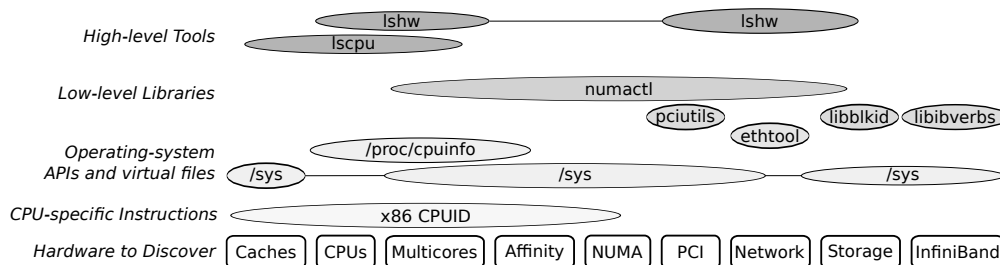 High-level Tools
lshw lshw
lscpu
Low-level Libraries
numactl
pciutils libblkid libibverbs
ethtool
Operating-system
APIs and virtual files
/proc/cpuinfo
/sys /sys /sys
CPU-specific Instructions
x86 CPUID
Hardware to Discover
Caches CPUs Multicores Affinity NUMA PCI Network Storage InfiniBand